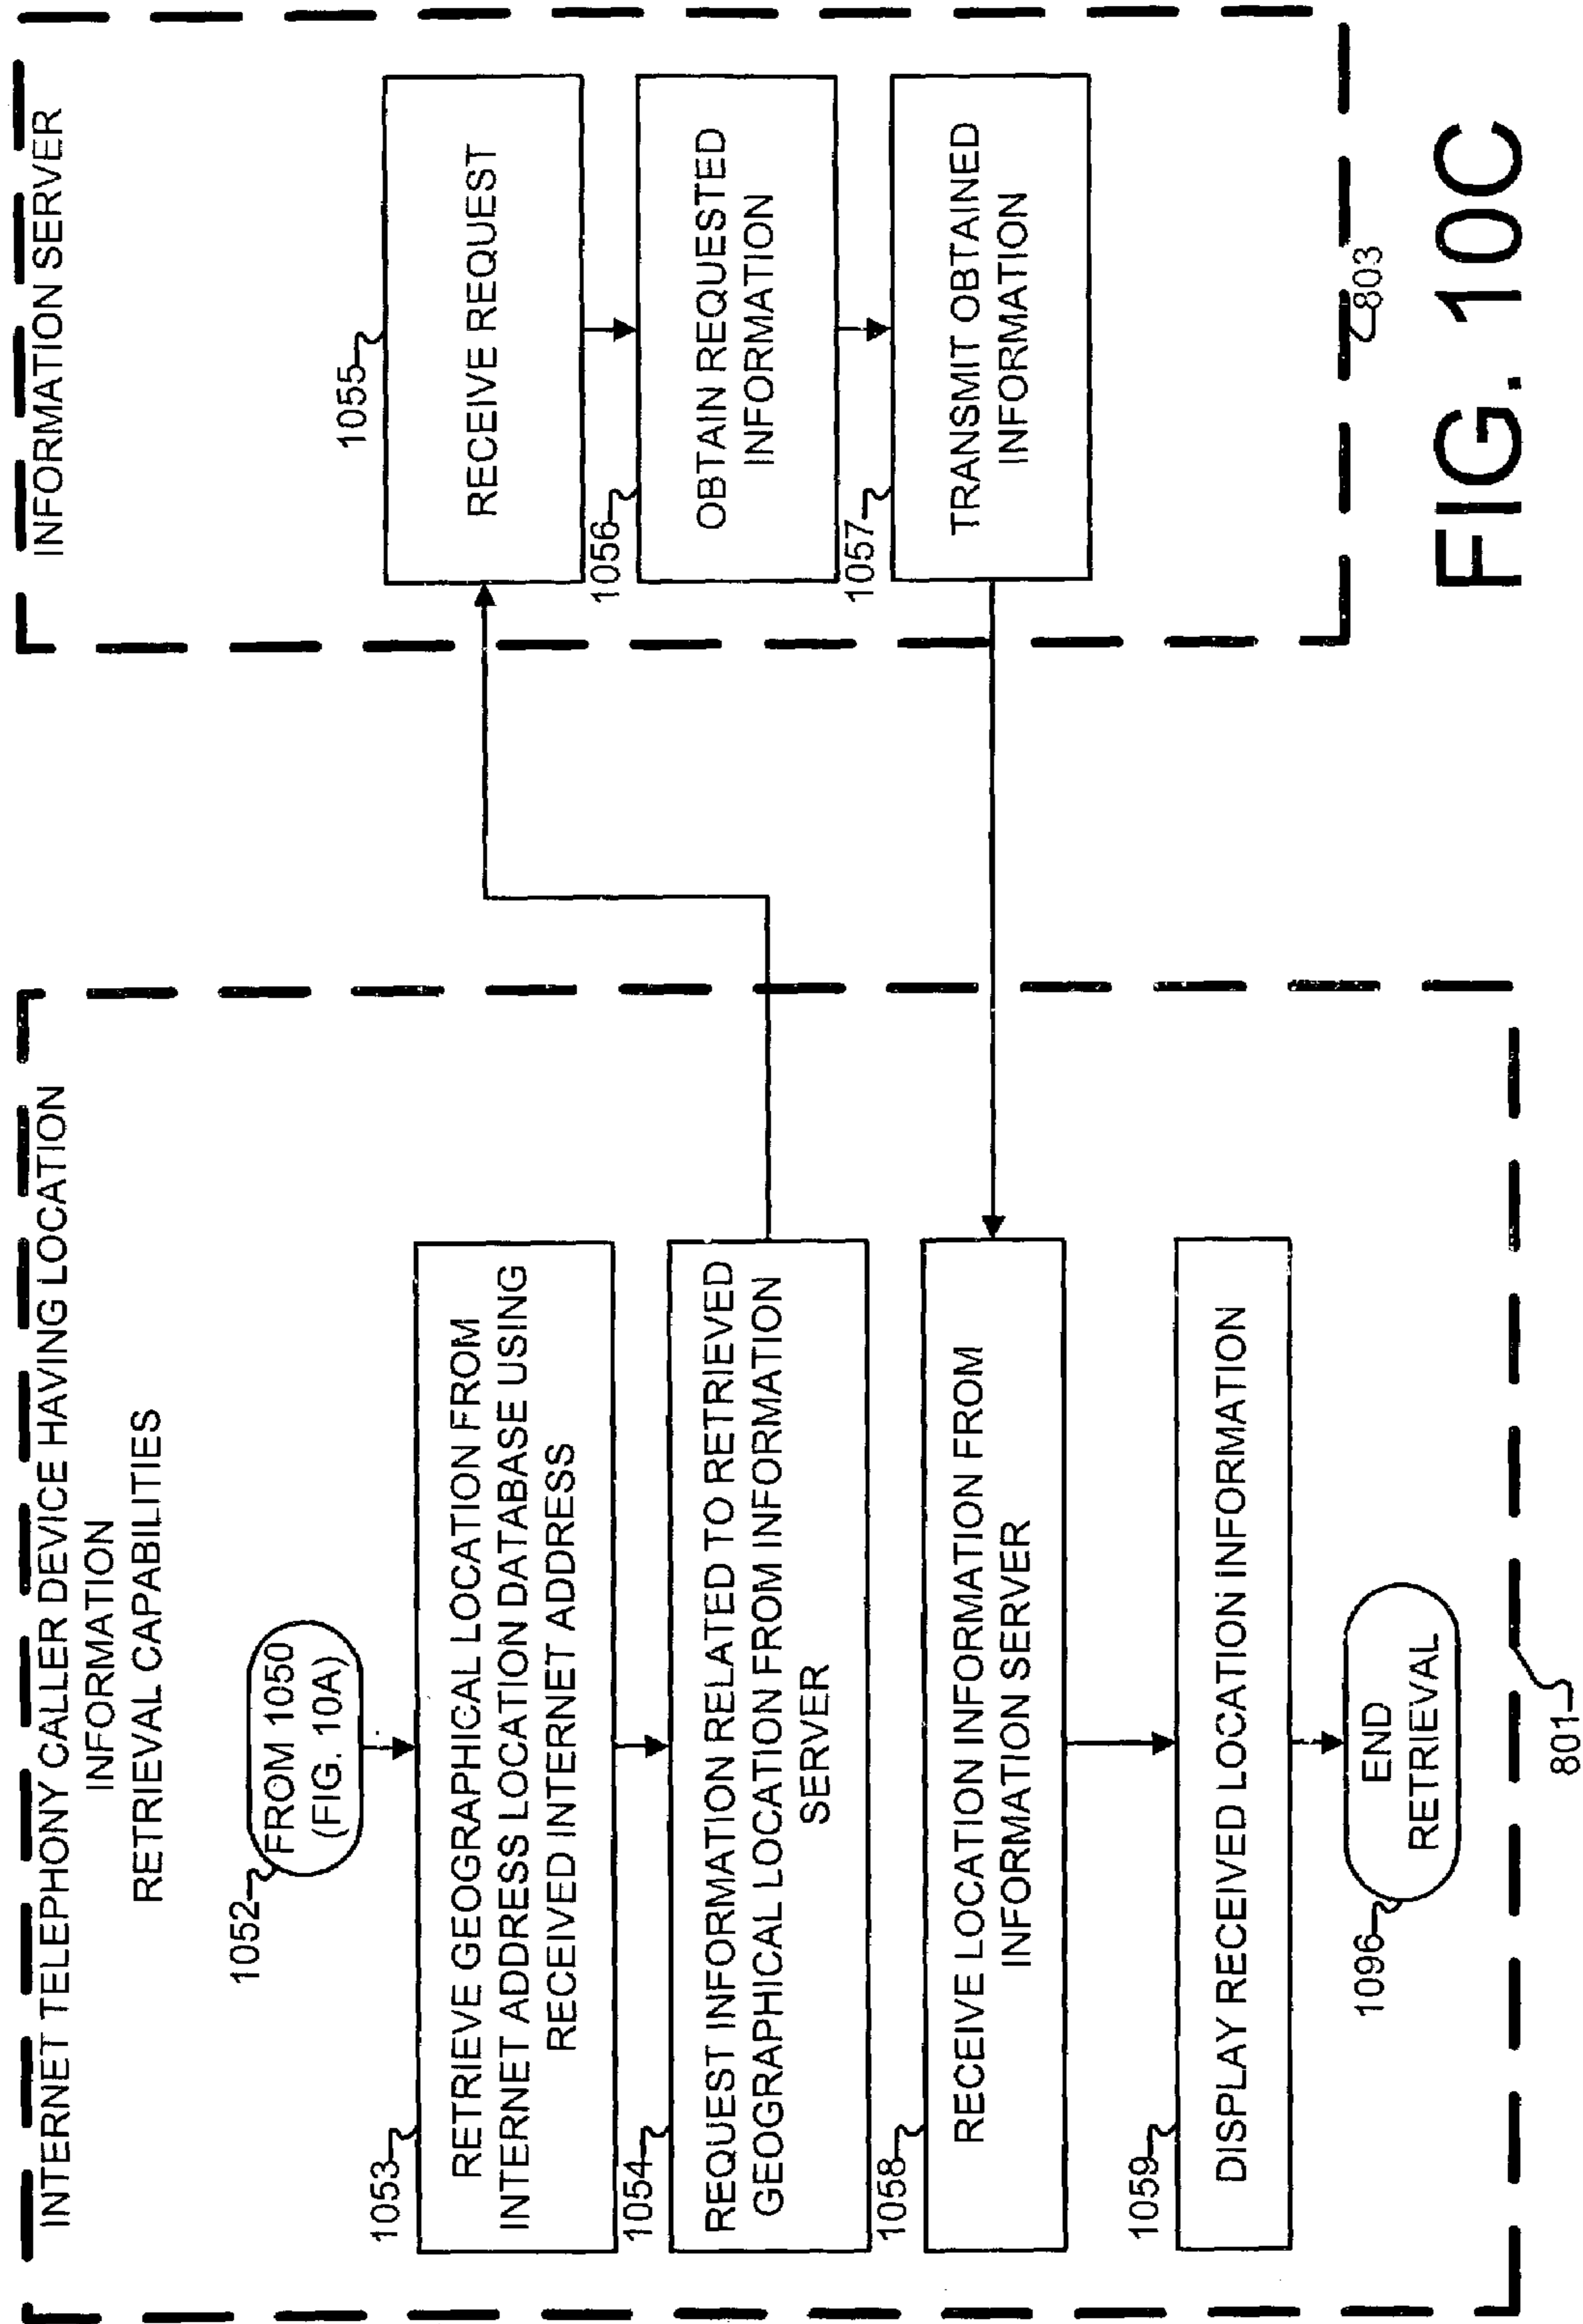 INTERNET TELEPHONY CALLER DEVICE HAVING LOCATION
INFORMATION
RETRIEVAL CAPABILITIES
1052
FROM 1050
(FIG. 10A)
1053
RETRIEVE GEOGRAPHICAL LOCATION FROM
INTERNET ADDRESS LOCATION DATABASE USING
RECEIVED INTERNET ADDRESS
1054
REQUEST INFORMATION RELATED TO RETRIEVED
GEOGRAPHICAL LOCATION FROM INFORMATION
SERVER
1058
RECEIVE LOCATION INFORMATION FROM
INFORMATION SERVER
1059
DISPLAY RECEIVED LOCATION INFORMATION
1096
END
RETRIEVAL
801
INFORMATION SERVER
1055
RECEIVE REQUEST
1056
OBTAIN REQUESTED
INFORMATION
1057
TRANSMIT OBTAINED
INFORMATION
803
FIG. 10C